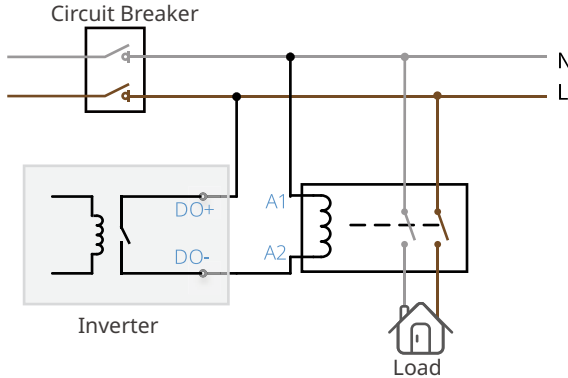 Circuit Breaker
N
L
DO+
A1
DO-
A2
Inverter
Load